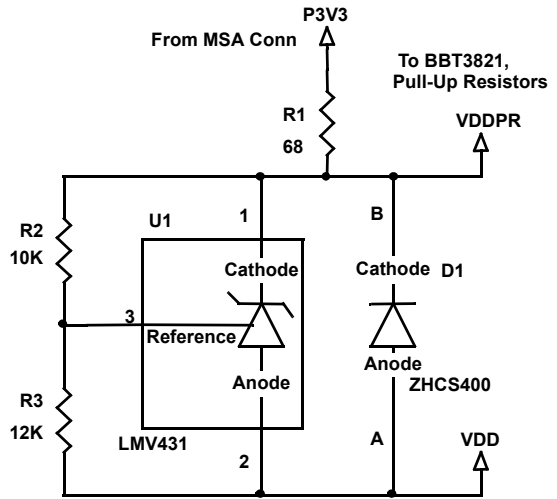 P3V3
From MSA Conn
To BBT3821,
Pull-Up Resistors
R1
68
VDDPR
U1
1
B
R2
10K
Cathode
Cathode D1
3
Reference
Anode
Anode
ZHCS400
R3
12K
LMV431
2
A
VDD